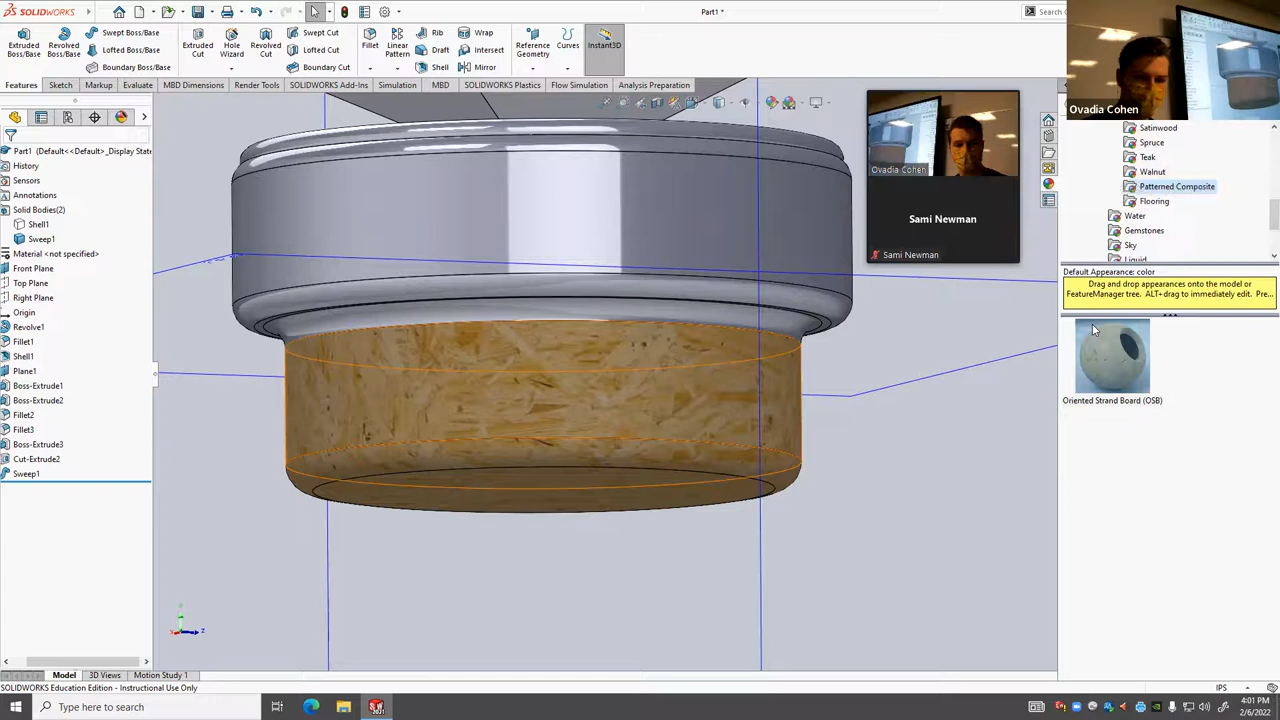 SOLIDWORKS
Part1 *
Search Co
Extruded Boss/Base
Revolved Boss/Base
Swept Boss/Base
Lofted Boss/Base
Boundary Boss/Base
Extruded Cut
Hole Wizard
Revolved Cut
Swept Cut
Lofted Cut
Boundary Cut
Fillet
Linear Pattern
Rib
Draft
Shell
Wrap
Intersect
Mirror
Reference Geometry
Curves
Instant3D
Features
Sketch
Markup
Evaluate
MBD Dimensions
Render Tools
SOLIDWORKS Add-Ins
Simulation
MBD
SOLIDWORKS Plastics
Flow Simulation
Analysis Preparation
Part1 (Default<<Default>_Display State
History
Sensors
Annotations
Solid Bodies(2)
Shell1
Sweep1
Material <not specified>
Front Plane
Top Plane
Right Plane
Origin
Revolve1
Fillet1
Shell1
Plane1
Boss-Extrude1
Boss-Extrude2
Fillet2
Fillet3
Boss-Extrude3
Cut-Extrude2
Sweep1
Ovadia Cohen
Sami Newman
Sami Newman
Ovadia Cohen
Satinwood
Spruce
Teak
Walnut
Patterned Composite
Flooring
Water
Gemstones
Sky
Liquid
Default Appearance: color
Drag and drop appearances onto the model or
FeatureManager tree. ALT+drag to immediately edit. Pre...
Oriented Strand Board (OSB)
Model
3D Views
Motion Study 1
SOLIDWORKS Education Edition - Instructional Use Only
IPS
Type here to search
4:01 PM
2/6/2022